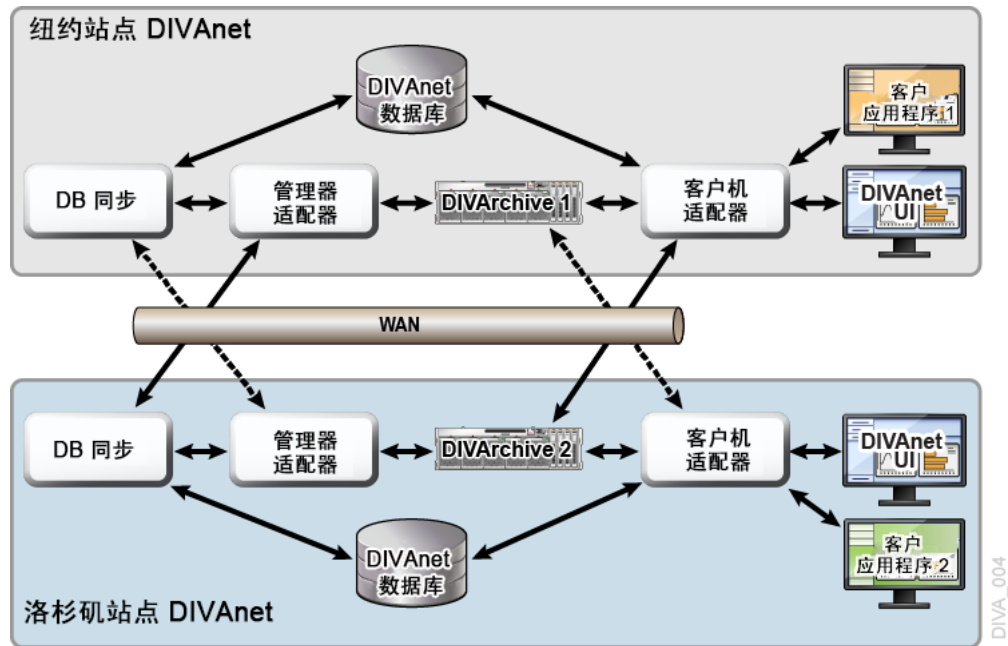 纽约站点 DIVAnet
DIVAnet
数据库
客户
应用程序 1
DB 同步
管理器
适配器
DIVArchive 1
客户机
适配器
DIVAnet
UI
WAN
DB 同步
管理器
适配器
DIVArchive 2
客户机
适配器
DIVAnet
UI
DIVAnet
数据库
客户
应用程序 2
洛杉矶站点 DIVAnet
DIVA_004